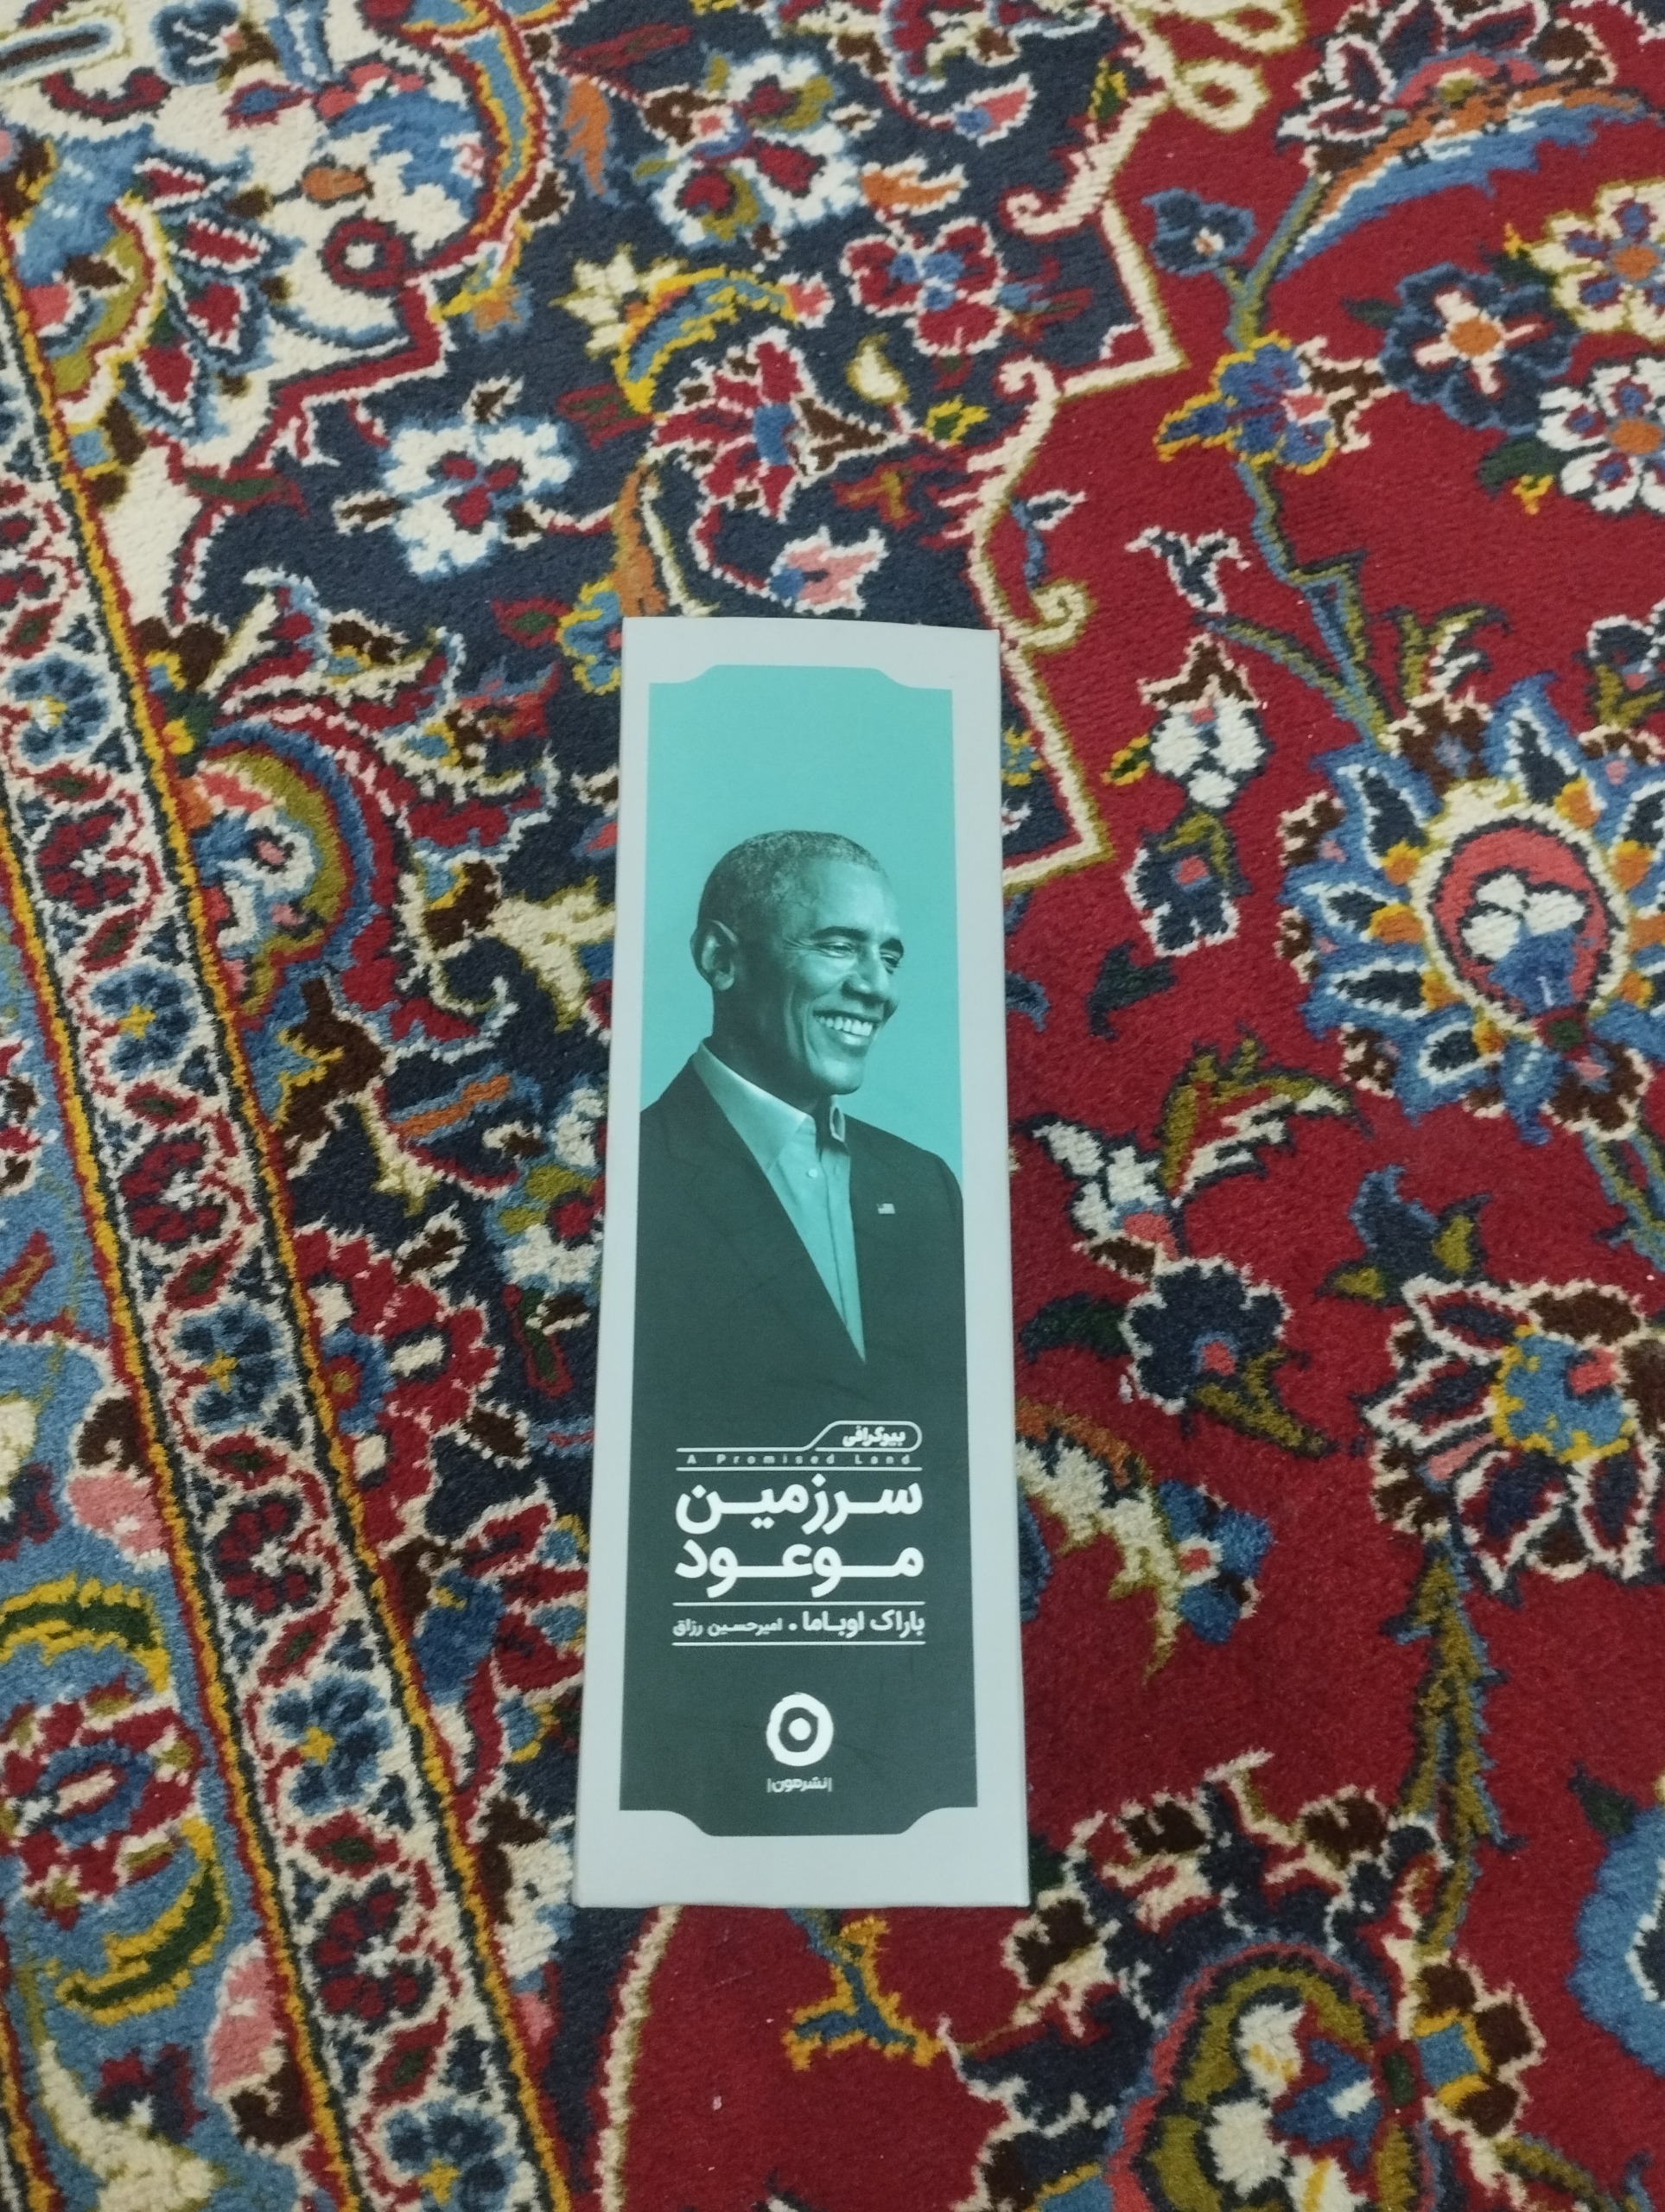 بیوگرافی
A Promised Land
سرزمین
موعود
باراک اوباما • امیرحسین رزاق
|نشرمون|